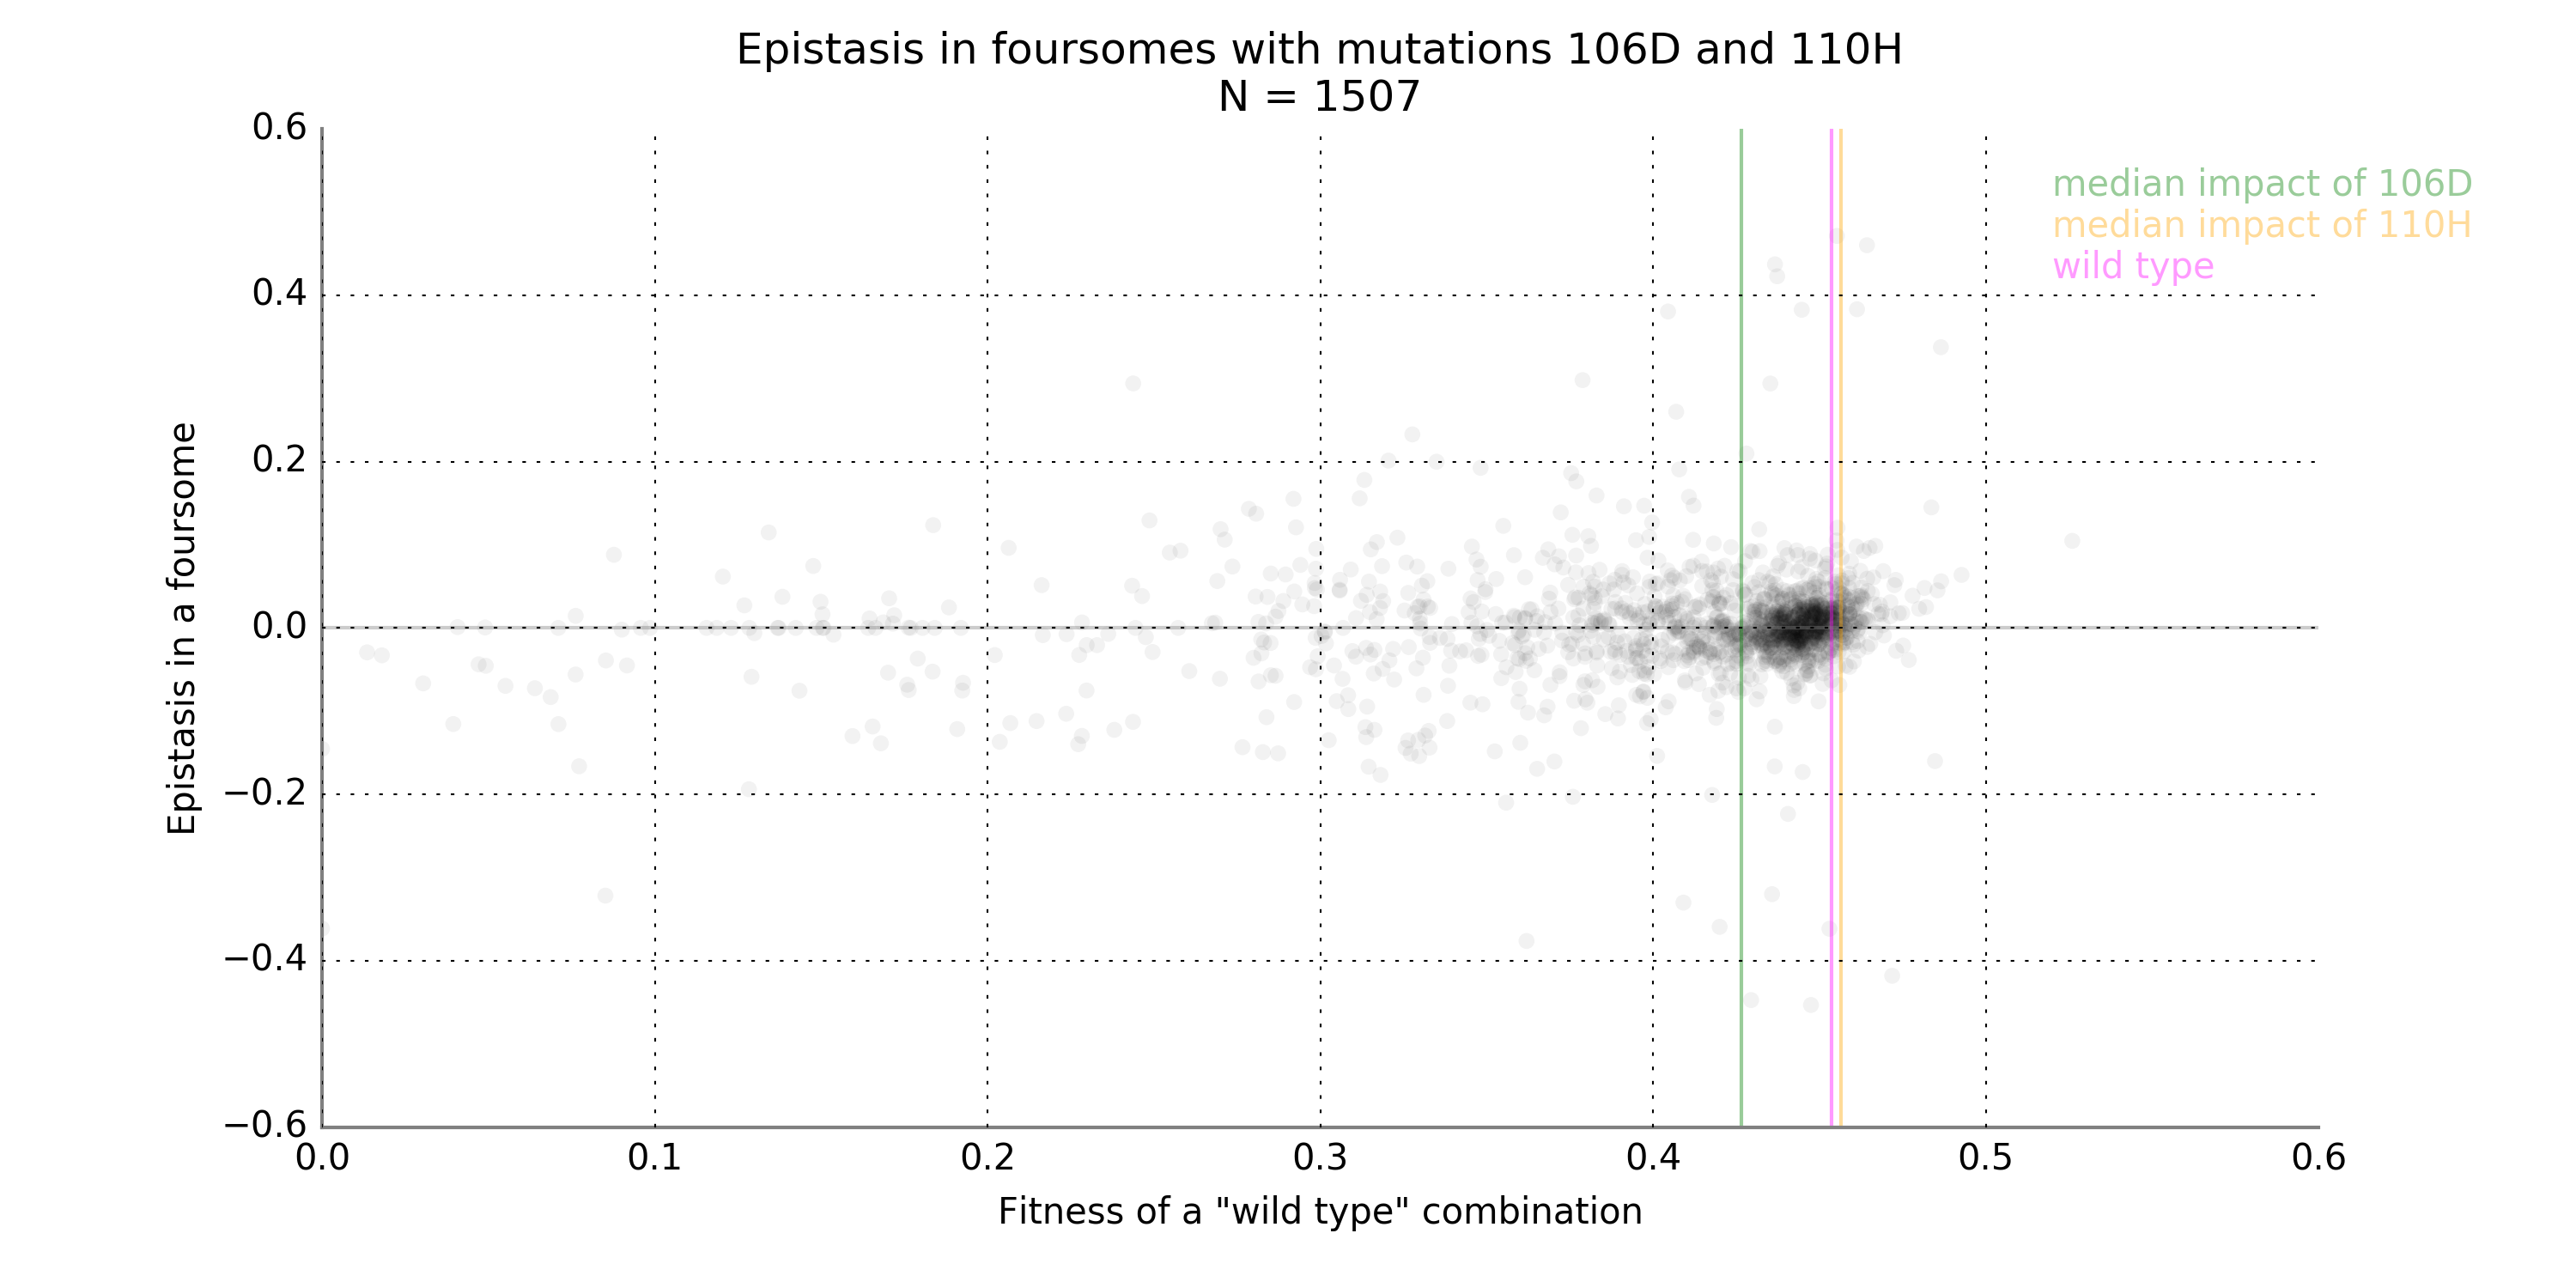 Epistasis in foursomes with mutations 106D and 110H
N = 1507
0.6
0.4
0.2
0.0
−0.2
−0.4
−0.6
Epistasis in a foursome
median impact of 106D
median impact of 110H
wild type
0.0 0.1 0.2 0.3 0.4 0.5 0.6
Fitness of a "wild type" combination